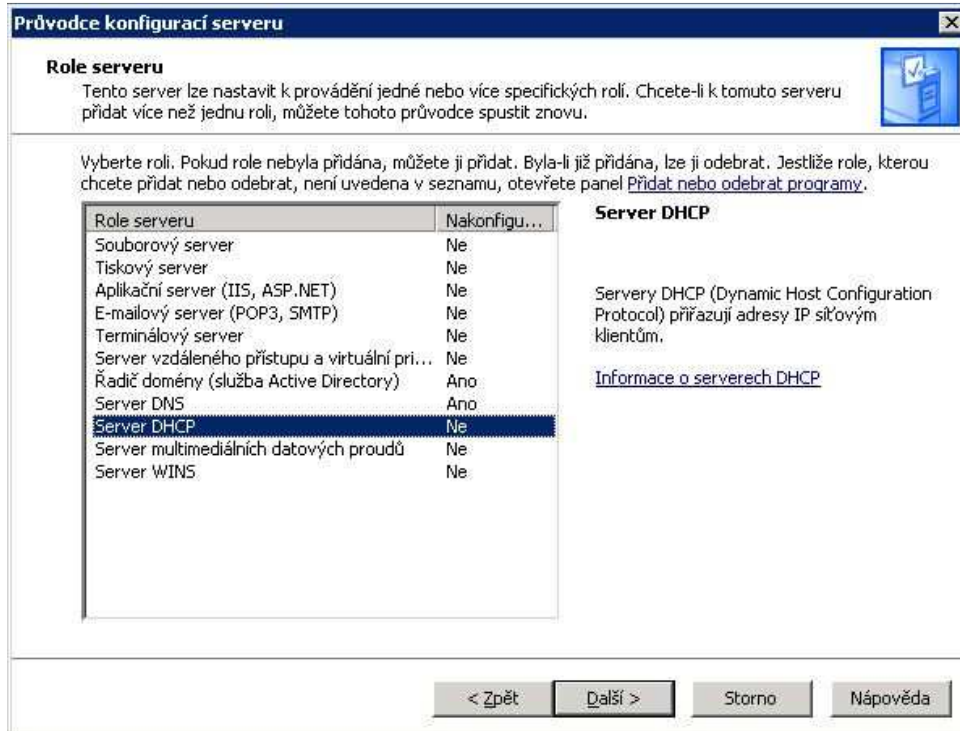 Průvodce konfigurací serveru
Role serveru
Tento server lze nastavit k provádění jedné nebo více specifických rolí. Chcete-li k tomuto serveru
přidat více než jednu roli, můžete tohoto průvodce spustit znovu.
Vyberte roli. Pokud role nebyla přidána, můžete ji přidat. Byla-li již přidána, lze ji odebrat. Jestliže role, kterou
chcete přidat nebo odebrat, není uvedena v seznamu, otevřete panel Přidat nebo odebrat programy.
Role serveru Nakonfigu...
Souborový server Ne
Tiskový server Ne
Aplikační server (IIS, ASP.NET) Ne
E-mailový server (POP3, SMTP) Ne
Terminálový server Ne
Server vzdáleného přístupu a virtuální pri... Ne
Řadič domény (služba Active Directory) Ano
Server DNS Ano
Server DHCP Ne
Server multimediálních datových proudů Ne
Server WINS Ne
Server DHCP
Servery DHCP (Dynamic Host Configuration
Protocol) přiřazují adresy IP síťovým
klientům.
Informace o serverech DHCP
< Zpět Další > Storno Nápověda